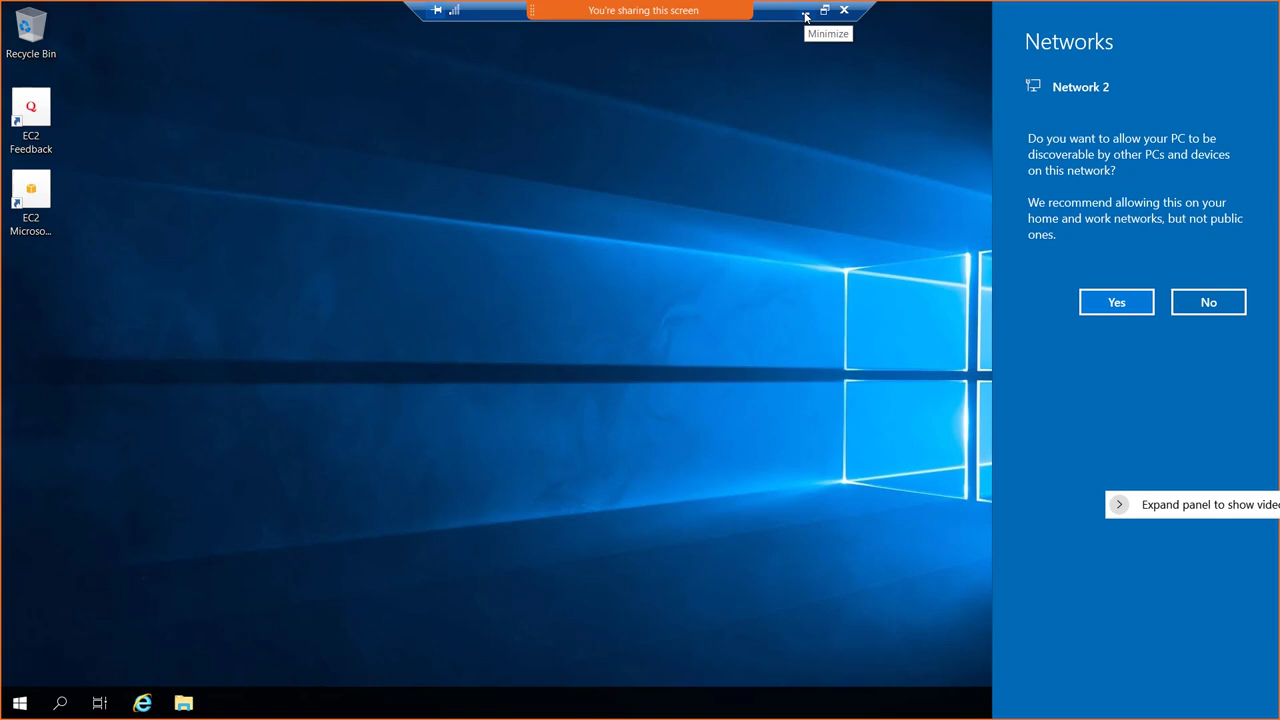 You're sharing this screen
Minimize
Recycle Bin
EC2
Feedback
EC2
Microso...
Networks
Network 2
Do you want to allow your PC to be
discoverable by other PCs and devices
on this network?
We recommend allowing this on your
home and work networks, but not public
ones.
Yes
No
Expand panel to show video